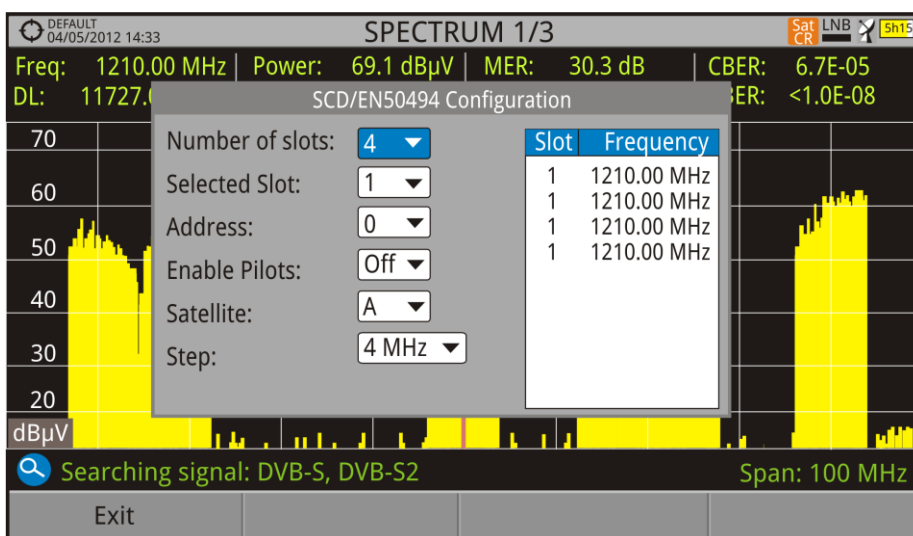 DEFAULT
04/05/2012 14:33
SPECTRUM 1/3
Sat CR
LNB
5h15
Freq: 1210.00 MHz | Power: 69.1 dBµV | MER: 30.3 dB | CBER: 6.7E-05
DL: 11727. BER: <1.0E-08
SCD/EN50494 Configuration
Number of slots: 4
Selected Slot: 1
Address: 0
Enable Pilots: Off
Satellite: A
Step: 4 MHz
Slot Frequency
1 1210.00 MHz
1 1210.00 MHz
1 1210.00 MHz
1 1210.00 MHz
70
60
50
40
30
20
dBµV
Searching signal: DVB-S, DVB-S2
Span: 100 MHz
Exit